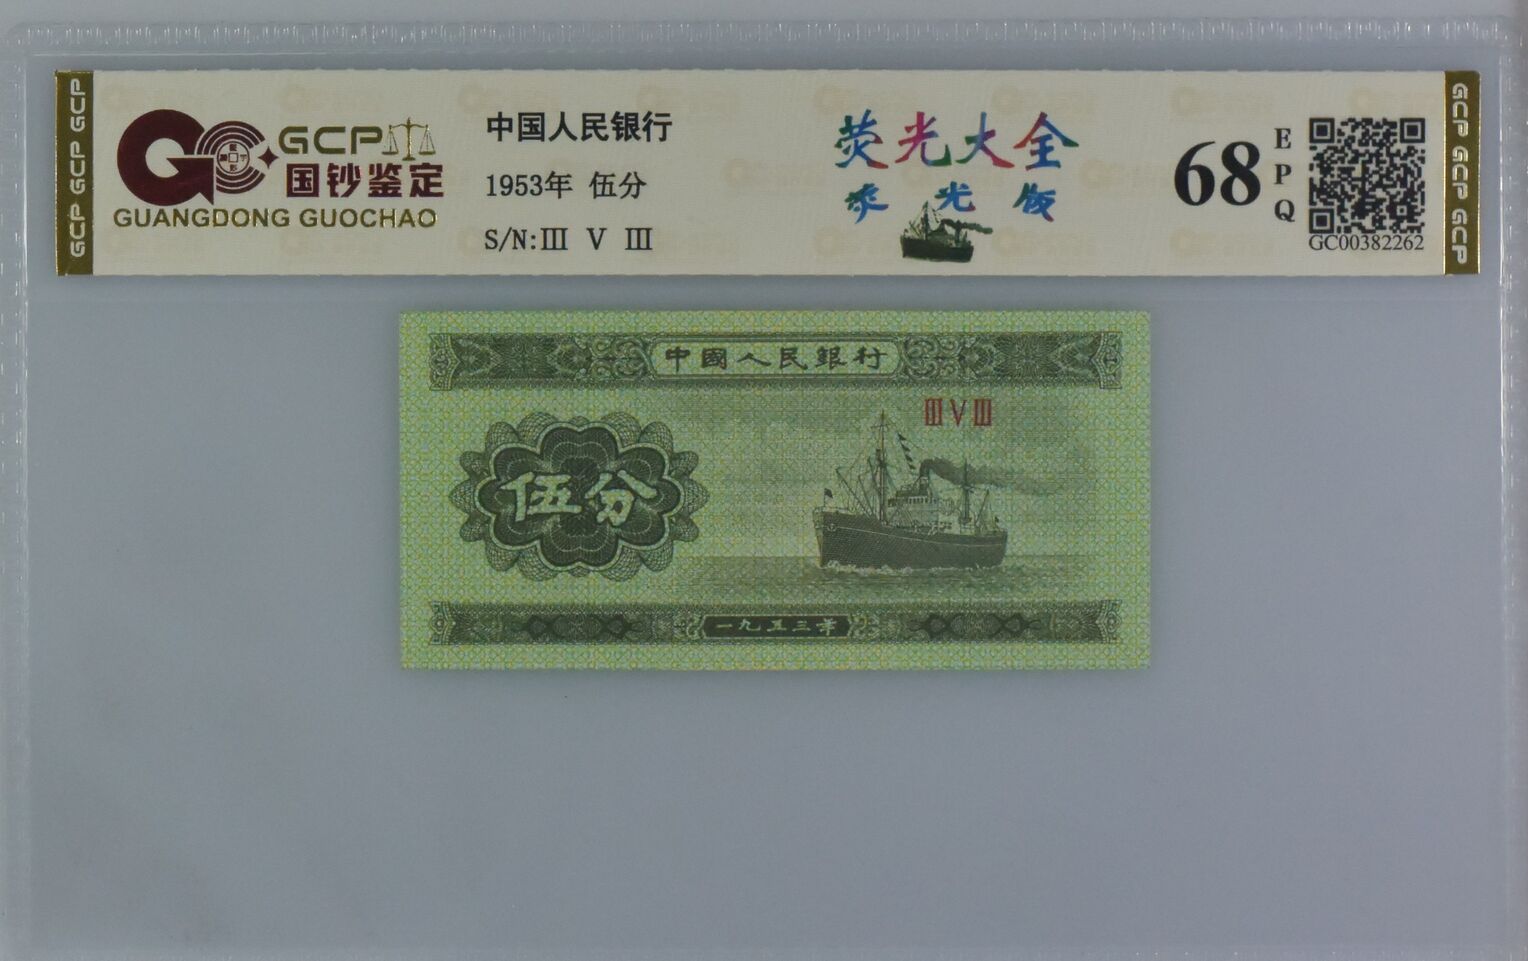 GCP GCP GCP
GCP
国钞鉴定
GUANGDONG GUOCHAO
中国人民银行
1953年 伍分
S/N:Ⅲ Ⅴ Ⅲ
荧光大全
光版
68
EPQ
GC00382262
GCP GCP GCP
中國人民銀行
ⅢⅤⅢ
伍分
一九五三年